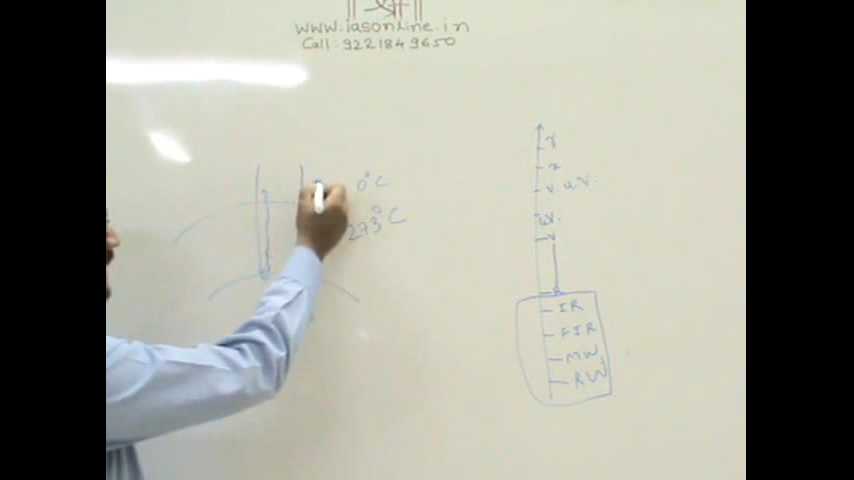 || श्री ||
www.iasonline.in
Call: 9221849650
0°C
273°C
γ
x
V.U.V.
U.V.
V
IR
FIR
MW
RW